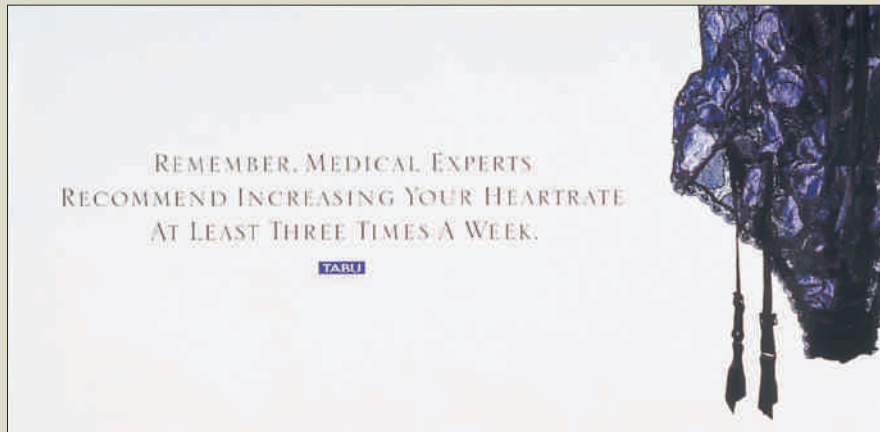 REMEMBER, MEDICAL EXPERTS
RECOMMEND INCREASING YOUR HEARTRATE
AT LEAST THREE TIMES A WEEK.
TABU